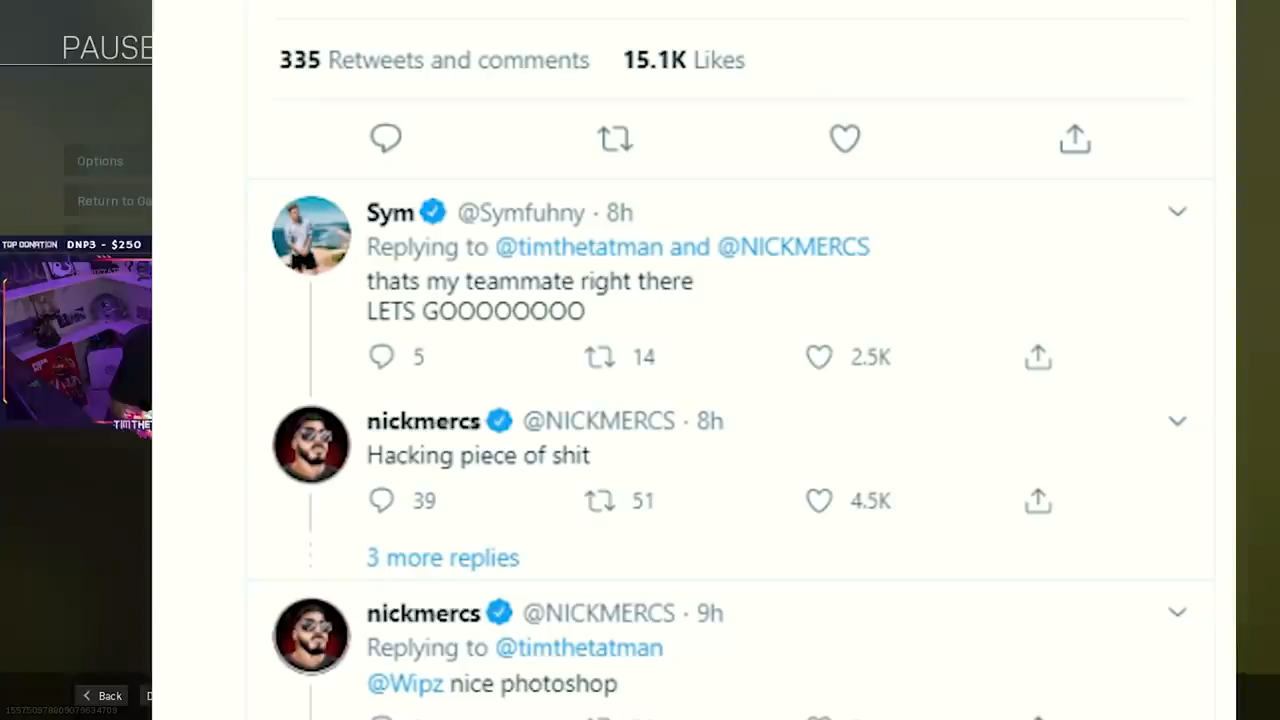 PAUSE
335 Retweets and comments 15.1K Likes
Options
Return to Ga
TOP DONATION DNP3 - $250
Sym @Symfuhny · 8h
Replying to @timthetatman and @NICKMERCS
thats my teammate right there
LETS GOOOOOOOO
5 14 2.5K
TIMTHET
nickmercs @NICKMERCS · 8h
Hacking piece of shit
39 51 4.5K
3 more replies
nickmercs @NICKMERCS · 9h
Replying to @timthetatman
@Wipz nice photoshop
Back D